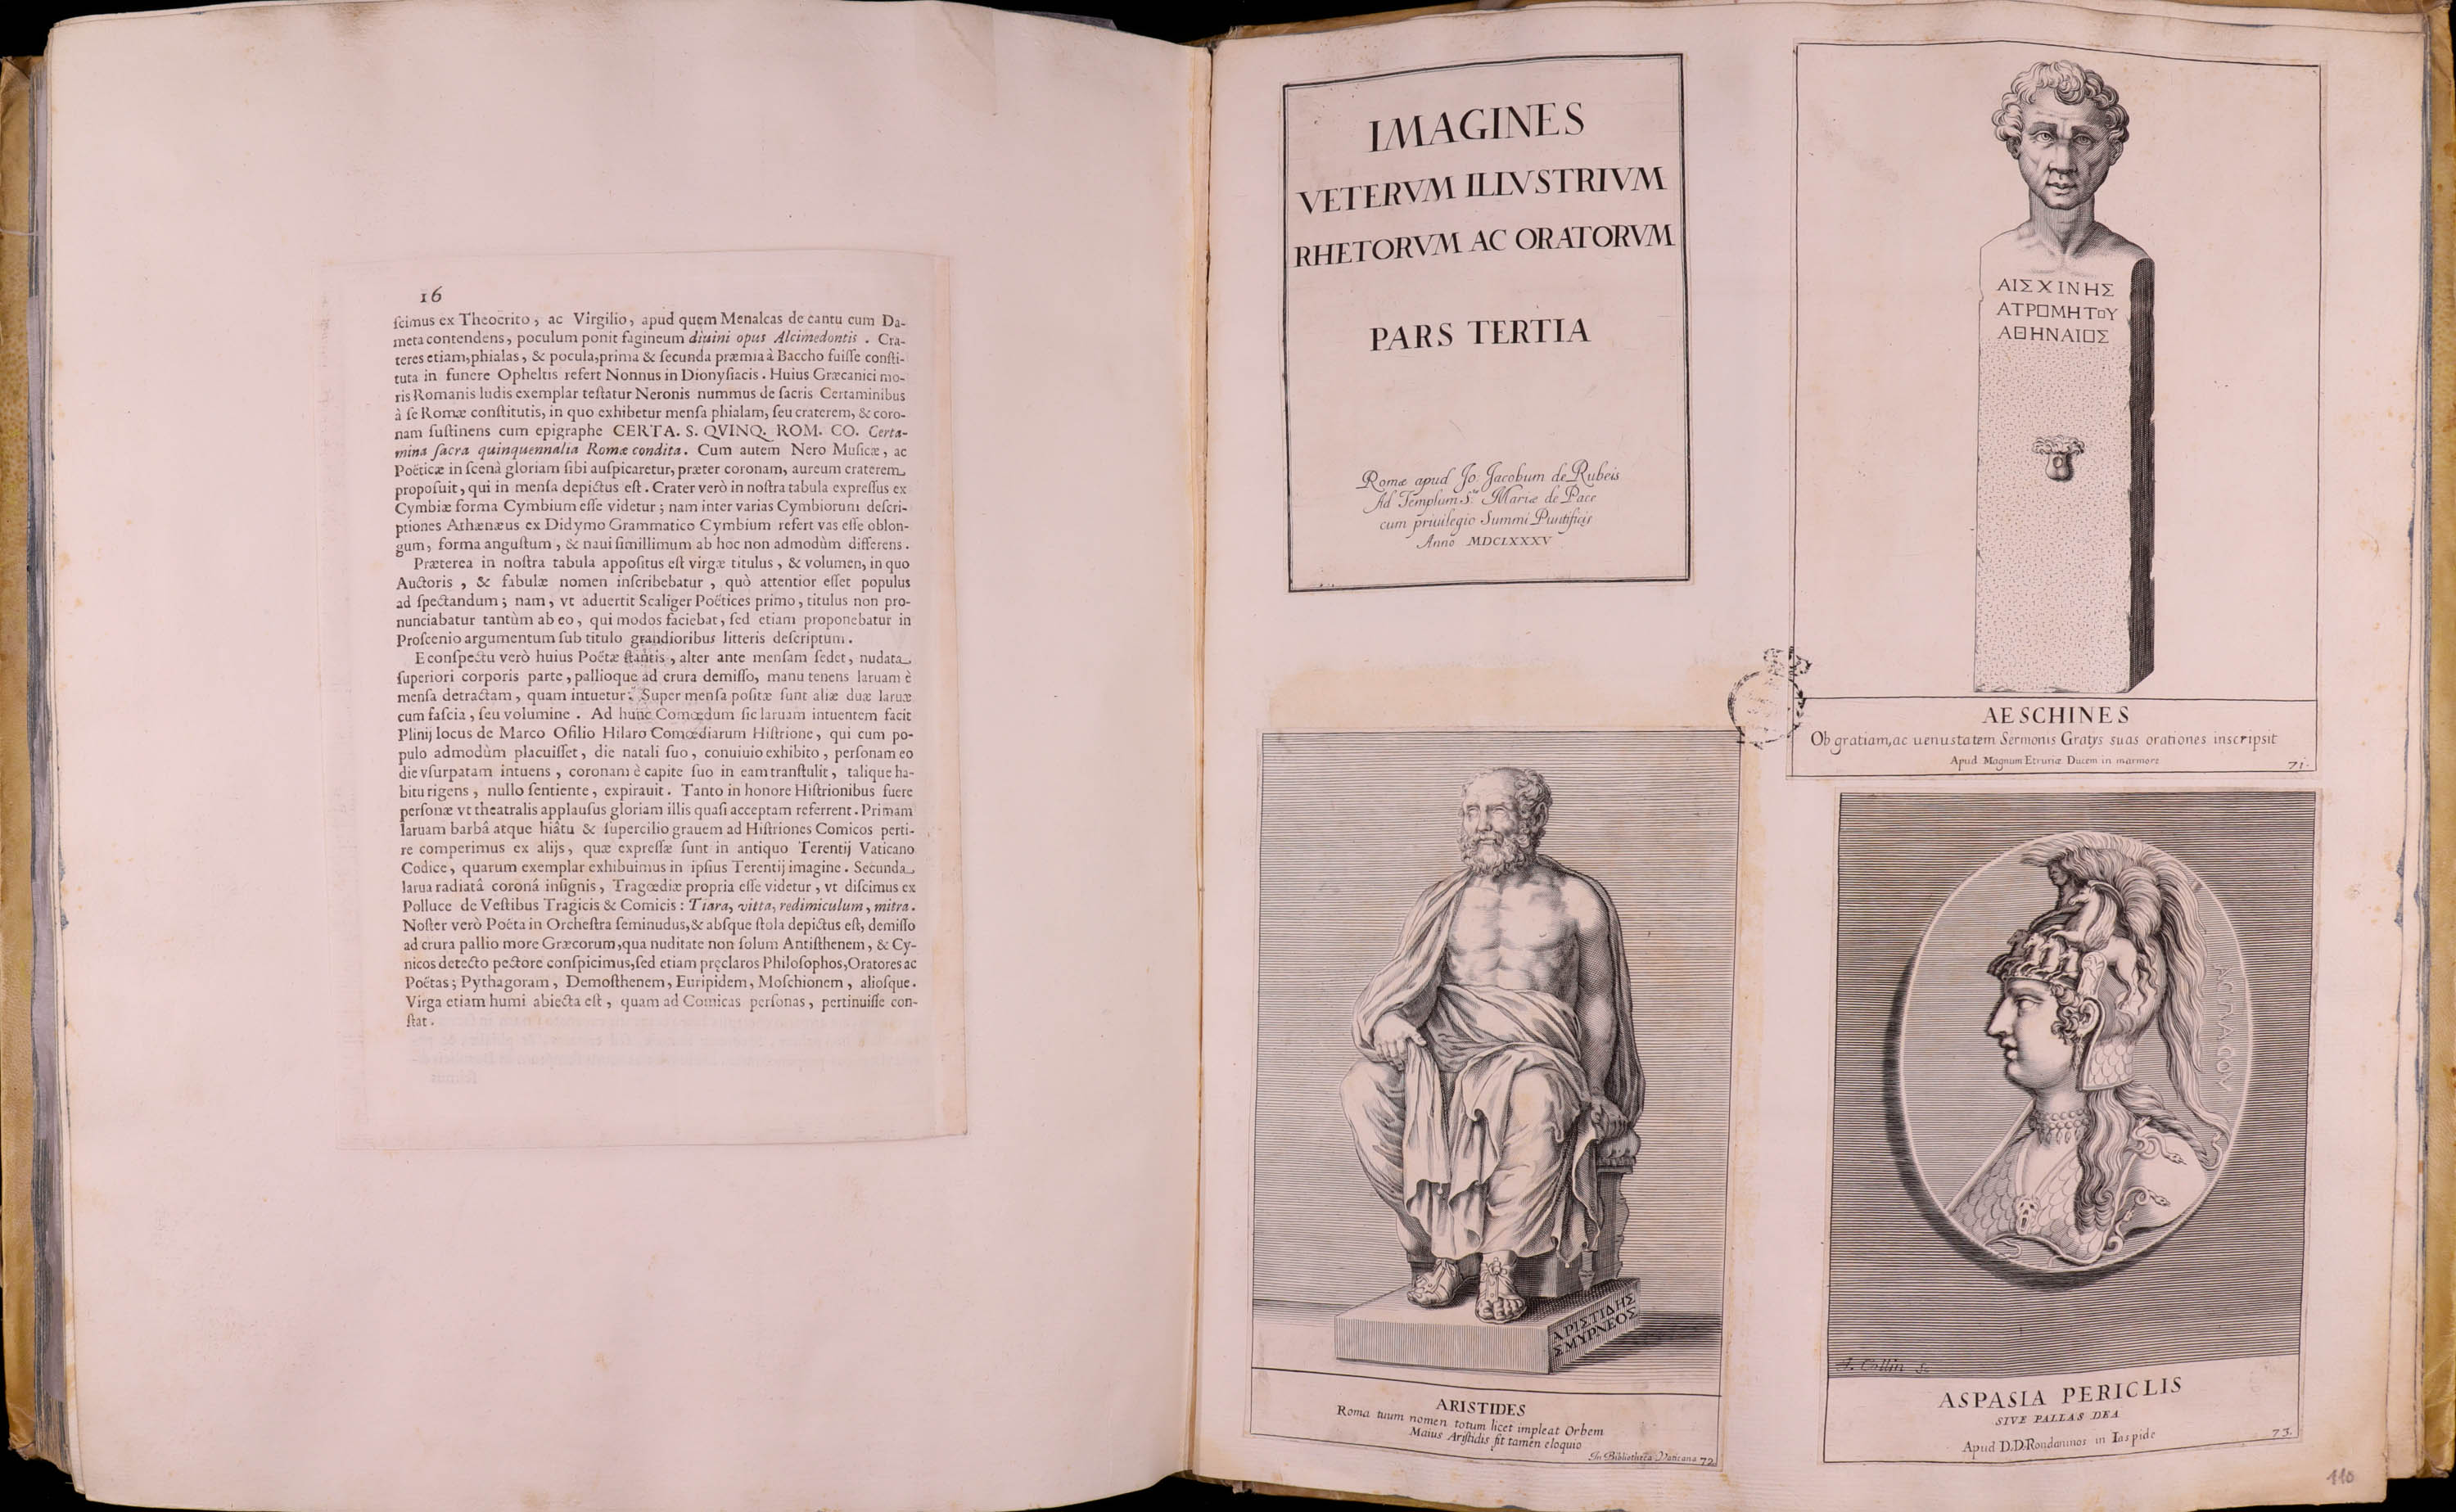 16
ſcimus ex Theocrito, ac Virgilio, apud quem Menalcas de cantu cum Da-
meta contendens, poculum ponit fagineum diuini opus Alcimedontis. Cra-
teres etiam, phialas, & pocula, prima & ſecunda præmia à Baccho fuiſſe conſti-
tuta in funere Opheltis refert Nonnus in Dionyſiacis. Huius Græcanici mo-
ris Romanis ludis exemplar teſtatur Neronis nummus de ſacris Certaminibus
à ſe Romæ conſtitutis, in quo exhibetur menſa phialam, ſeu craterem, & coro-
nam ſuſtinens cum epigraphe CERTA. S. QVINQ. ROM. CO. Certa-
mina ſacra quinquennalia Romæ condita. Cum autem Nero Muſicæ, ac
Poëticæ in ſcenâ gloriam ſibi auſpicaretur, præter coronam, aureum craterem
propoſuit, qui in menſa depictus eſt. Crater verò in noſtra tabula expreſſus ex
Cymbiæ forma Cymbium eſſe videtur; nam inter varias Cymbiorum deſcri-
ptiones Athænæus ex Didymo Grammatico Cymbium refert vas eſſe oblon-
gum, forma anguſtum, & naui ſimillimum ab hoc non admodùm differens.
Præterea in noſtra tabula appoſitus eſt virgæ titulus, & volumen, in quo
Auctoris, & fabulæ nomen inſcribebatur, quò attentior eſſet populus
ad ſpectandum; nam, vt aduertit Scaliger Poëtices primo, titulus non pro-
nunciabatur tantùm ab eo, qui modos faciebat, ſed etiam proponebatur in
Proſcenio argumentum ſub titulo grandioribus litteris deſcriptum.
E conſpectu verò huius Poëtæ ſtantis, alter ante menſam ſedet, nudata
ſuperiori corporis parte, pallioque ad crura demiſſo, manu tenens laruam è
menſa detractam, quam intuetur. Super menſa poſitæ ſunt aliæ duæ laruæ
cum faſcia, ſeu volumine. Ad hunc Comœdum ſic laruam intuentem facit
Plinij locus de Marco Ofilio Hilaro Comœdiarum Hiſtrione, qui cum po-
pulo admodùm placuiſſet, die natali ſuo, conuiuio exhibito, perſonam eo
die vſurpatam intuens, coronam è capite ſuo in eam tranſtulit, talique ha-
bitu rigens, nullo ſentiente, expirauit. Tanto in honore Hiſtrionibus fuere
perſonæ vt theatralis applauſus gloriam illis quaſi acceptam referrent. Primam
laruam barbâ atque hiâtu & ſupercilio grauem ad Hiſtriones Comicos perti-
re comperimus ex alijs, quæ expreſſæ ſunt in antiquo Terentij Vaticano
Codice, quarum exemplar exhibuimus in ipſius Terentij imagine. Secunda
larua radiatâ coronâ inſignis, Tragœdiæ propria eſſe videtur, vt diſcimus ex
Polluce de Veſtibus Tragicis & Comicis: Tiara, vitta, redimiculum, mitra.
Noſter verò Poëta in Orcheſtra ſeminudus, & abſque ſtola depictus eſt, demiſſo
ad crura pallio more Græcorum, qua nuditate non ſolum Antiſthenem, & Cy-
nicos detecto pectore conſpicimus, ſed etiam pręclaros Philoſophos, Oratores ac
Poëtas; Pythagoram, Demoſthenem, Euripidem, Moſchionem, alioſque.
Virga etiam humi abiecta eſt, quam ad Comicas perſonas, pertinuiſſe con-
ſtat.
IMAGINES
VETERVM ILLVSTRIVM
RHETORVM AC ORATORVM
PARS TERTIA
Romæ apud Jo: Jacobum de Rubeis
Ad Templum S.æ Mariæ de Pace
cum priuilegio Summi Puntificis
Anno MDCLXXXV
ΑΙΣΧΙΝΗΣ
ΑΤΡΟΜΗΤΟΥ
ΑΘΗΝΑΙΟΣ
AESCHINES
Ob gratiam, ac uenustatem Sermonis Gratys suas orationes inscripsit
Apud Magnum Etruriæ Ducem in marmore
71.
ΑΡΙΣΤΙΔΗΣ
ΣΜΥΡΝΕΟΣ
ARISTIDES
Roma tuum nomen totum licet impleat Orbem
Maius Aristidis fit tamen eloquio
In Bibliotheca Vaticana 72.
ΑϹΠΑϹΟΥ
A. Collin S.
ASPASIA PERICLIS
SIVE PALLAS DEA
Apud D.D. Rondaninos in Iaspide
73.
110